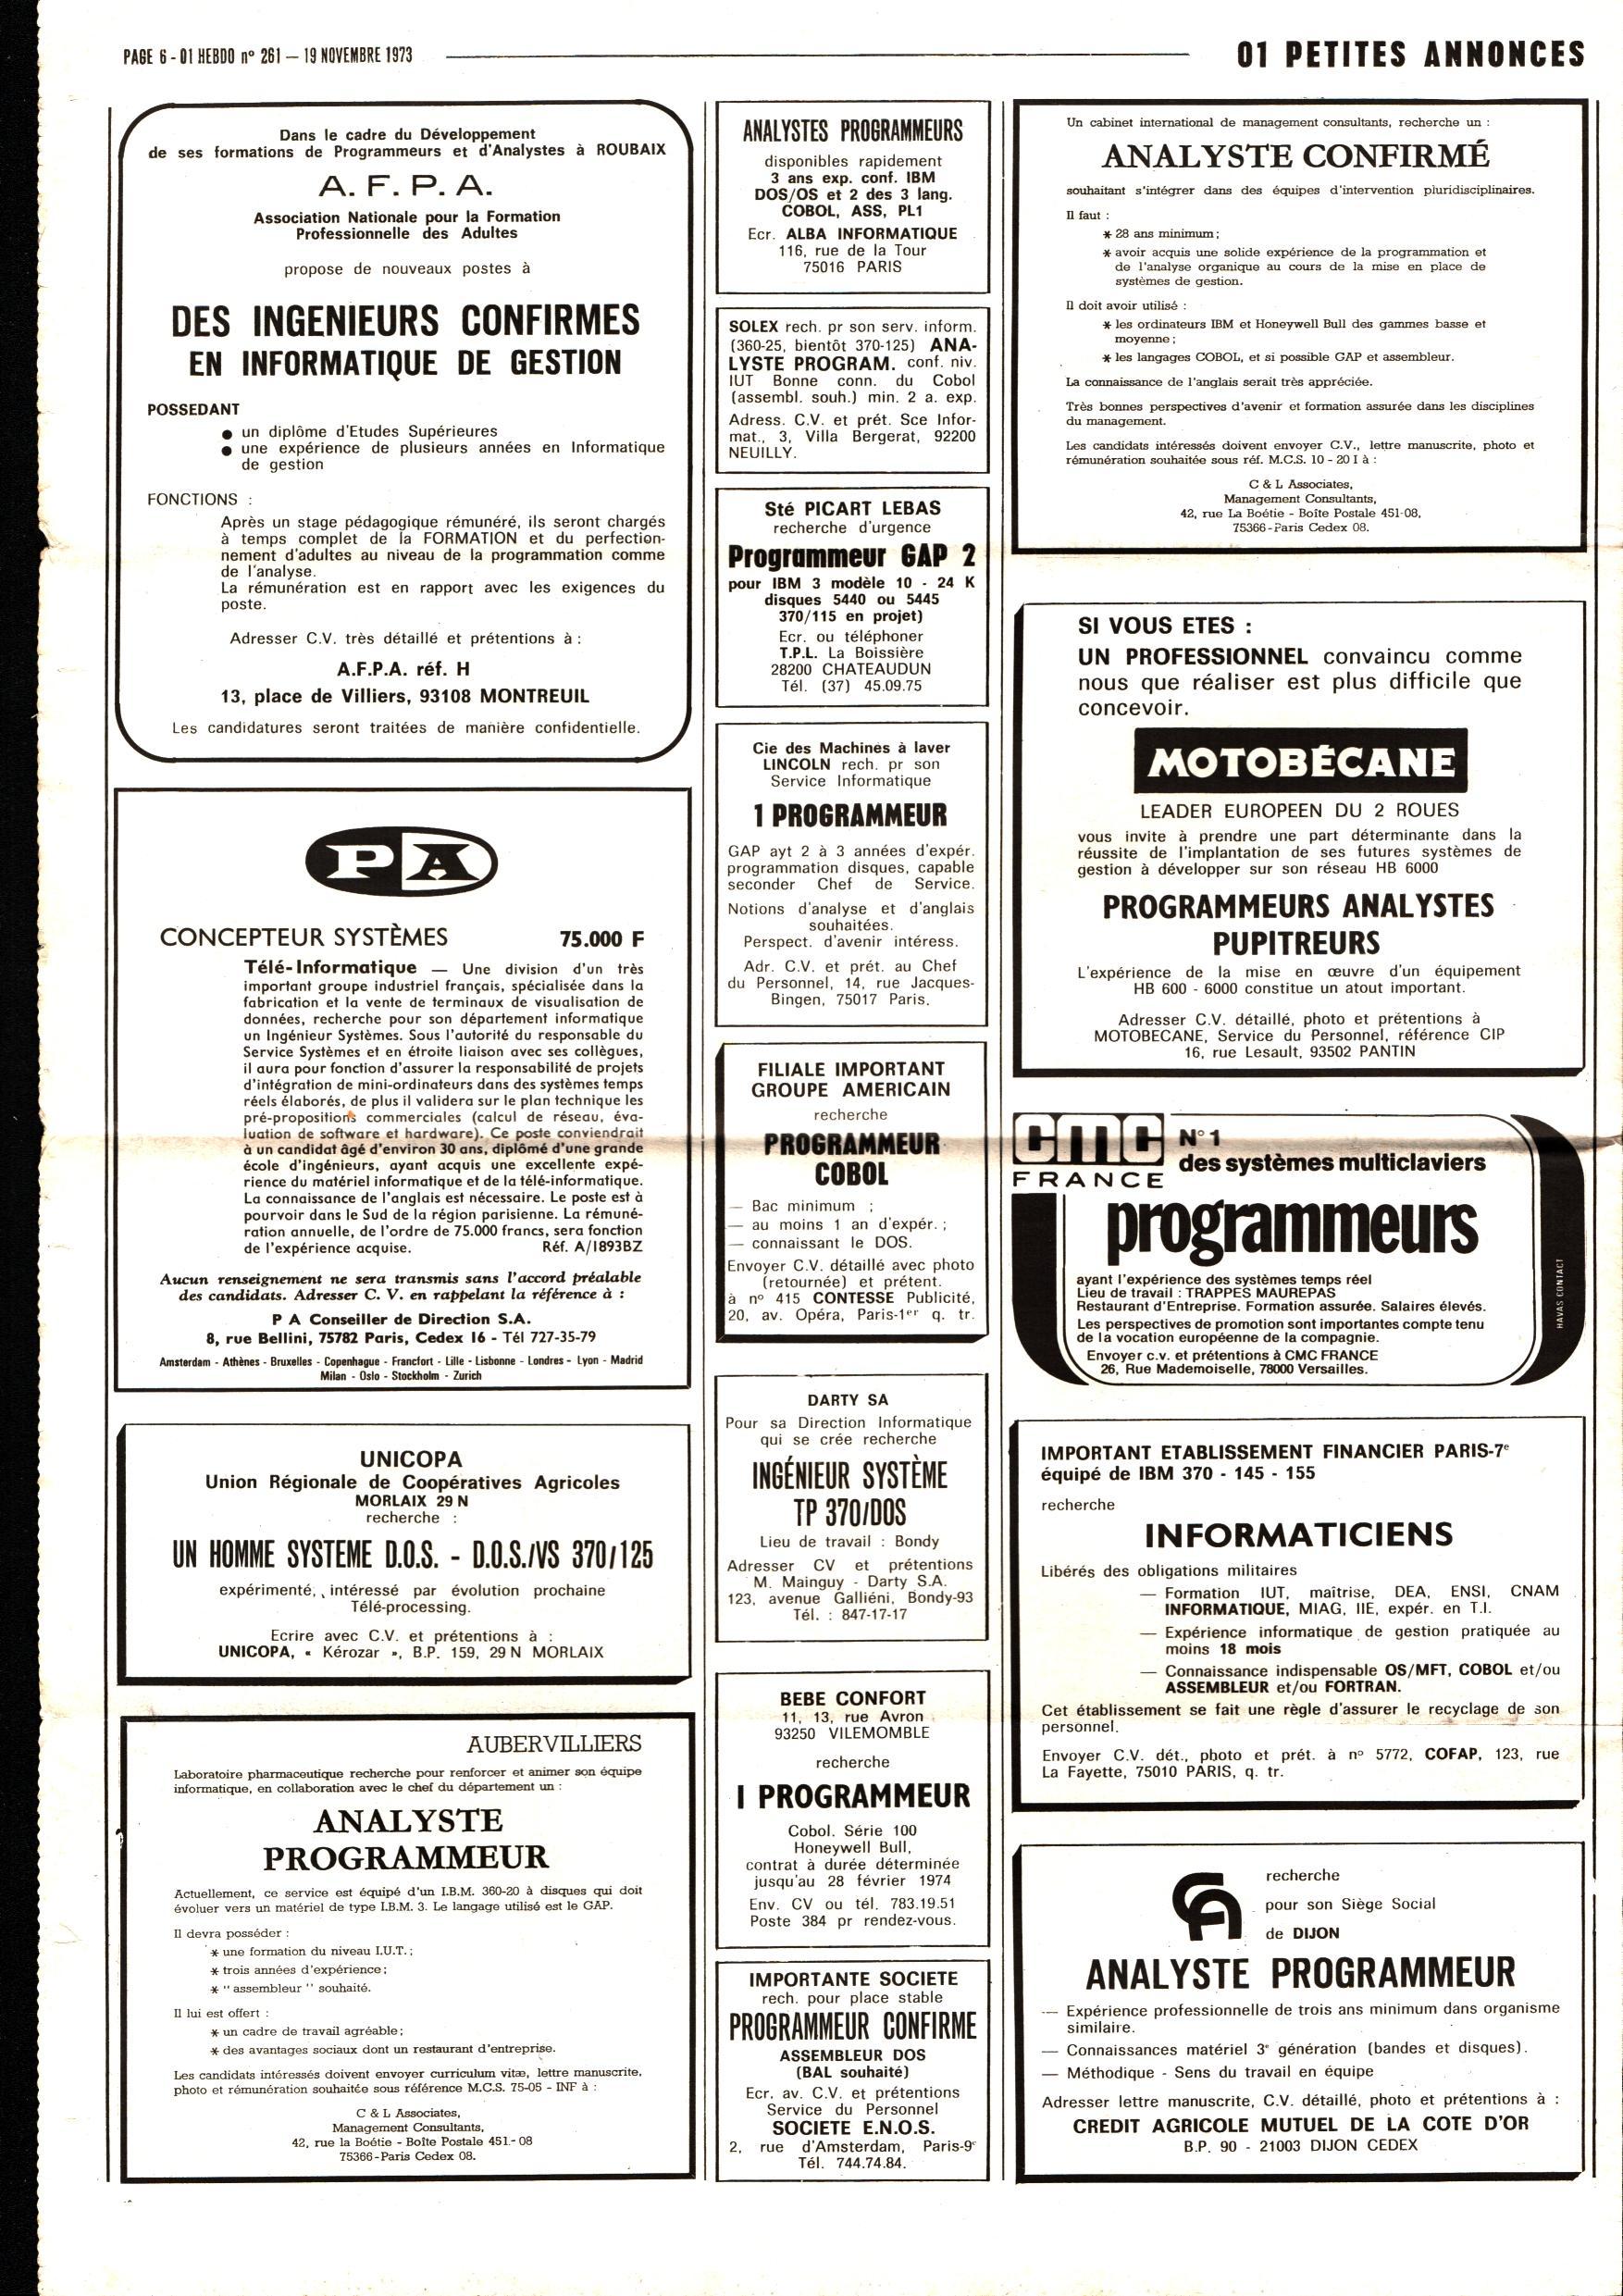 PAGE 6 - 01 HEBDO nº 261 — 19 NOVEMBRE 1973
01 PETITES ANNONCES
Dans le cadre du Développement
de ses formations de Programmeurs et d'Analystes à ROUBAIX
A. F. P. A.
Association Nationale pour la Formation
Professionnelle des Adultes
propose de nouveaux postes à
DES INGENIEURS CONFIRMES
EN INFORMATIQUE DE GESTION
POSSEDANT
● un diplôme d'Etudes Supérieures
● une expérience de plusieurs années en Informatique
de gestion
FONCTIONS :
Après un stage pédagogique rémunéré, ils seront chargés
à temps complet de la FORMATION et du perfection-
nement d'adultes au niveau de la programmation comme
de l'analyse.
La rémunération est en rapport avec les exigences du
poste.
Adresser C.V. très détaillé et prétentions à :
A.F.P.A. réf. H
13, place de Villiers, 93108 MONTREUIL
Les candidatures seront traitées de manière confidentielle.
PA
CONCEPTEUR SYSTÈMES 75.000 F
Télé-Informatique — Une division d'un très
important groupe industriel français, spécialisée dans la
fabrication et la vente de terminaux de visualisation de
données, recherche pour son département informatique
un Ingénieur Systèmes. Sous l'autorité du responsable du
Service Systèmes et en étroite liaison avec ses collègues,
il aura pour fonction d'assurer la responsabilité de projets
d'intégration de mini-ordinateurs dans des systèmes temps
réels élaborés, de plus il validera sur le plan technique les
pré-propositions commerciales (calcul de réseau, éva-
luation de software et hardware). Ce poste conviendrait
à un candidat âgé d'environ 30 ans, diplômé d'une grande
école d'ingénieurs, ayant acquis une excellente expé-
rience du matériel informatique et de la télé-informatique.
La connaissance de l'anglais est nécessaire. Le poste est à
pourvoir dans le Sud de la région parisienne. La rémuné-
ration annuelle, de l'ordre de 75.000 francs, sera fonction
de l'expérience acquise. Réf. A/1893BZ
Aucun renseignement ne sera transmis sans l'accord préalable
des candidats. Adresser C. V. en rappelant la référence à :
P A Conseiller de Direction S.A.
8, rue Bellini, 75782 Paris, Cedex 16 - Tél 727-35-79
Amsterdam - Athènes - Bruxelles - Copenhague - Francfort - Lille - Lisbonne - Londres - Lyon - Madrid
Milan - Oslo - Stockholm - Zurich
UNICOPA
Union Régionale de Coopératives Agricoles
MORLAIX 29 N
recherche :
UN HOMME SYSTEME D.O.S. - D.O.S./VS 370/125
expérimenté, intéressé par évolution prochaine
Télé-processing.
Ecrire avec C.V. et prétentions à :
UNICOPA, « Kérozar », B.P. 159, 29 N MORLAIX
AUBERVILLIERS
Laboratoire pharmaceutique recherche pour renforcer et animer son équipe
informatique, en collaboration avec le chef du département un :
ANALYSTE
PROGRAMMEUR
Actuellement, ce service est équipé d'un I.B.M. 360-20 à disques qui doit
évoluer vers un matériel de type I.B.M. 3. Le langage utilisé est le GAP.
Il devra posséder :
* une formation du niveau I.U.T. ;
* trois années d'expérience ;
* " assembleur " souhaité.
Il lui est offert :
* un cadre de travail agréable ;
* des avantages sociaux dont un restaurant d'entreprise.
Les candidats intéressés doivent envoyer curriculum vitæ, lettre manuscrite,
photo et rémunération souhaitée sous référence M.C.S. 75-05 - INF à :
C & L Associates,
Management Consultants,
42, rue la Boétie - Boîte Postale 451 - 08
75366 - Paris Cedex 08.
ANALYSTES PROGRAMMEURS
disponibles rapidement
3 ans exp. conf. IBM
DOS/OS et 2 des 3 lang.
COBOL, ASS, PL1
Ecr. ALBA INFORMATIQUE
116, rue de la Tour
75016 PARIS
SOLEX rech. pr son serv. inform.
(360-25, bientôt 370-125) ANA-
LYSTE PROGRAM. conf. niv.
IUT Bonne conn. du Cobol
(assembl. souh.) min. 2 a. exp.
Adress. C.V. et prét. Sce Infor-
mat., 3, Villa Bergerat, 92200
NEUILLY.
Sté PICART LEBAS
recherche d'urgence
Programmeur GAP 2
pour IBM 3 modèle 10 - 24 K
disques 5440 ou 5445
370/115 en projet)
Ecr. ou téléphoner
T.P.L. La Boissière
28200 CHATEAUDUN
Tél. (37) 45.09.75
Cie des Machines à laver
LINCOLN rech. pr son
Service Informatique
1 PROGRAMMEUR
GAP ayt 2 à 3 années d'expér.
programmation disques, capable
seconder Chef de Service.
Notions d'analyse et d'anglais
souhaitées.
Perspect. d'avenir intéress.
Adr. C.V. et prét. au Chef
du Personnel, 14, rue Jacques-
Bingen, 75017 Paris.
FILIALE IMPORTANT
GROUPE AMERICAIN
recherche
PROGRAMMEUR
COBOL
— Bac minimum ;
— au moins 1 an d'expér. ;
— connaissant le DOS.
Envoyer C.V. détaillé avec photo
(retournée) et prétent.
à nº 415 CONTESSE Publicité,
20, av. Opéra, Paris-1er q. tr.
DARTY SA
Pour sa Direction Informatique
qui se crée recherche
INGÉNIEUR SYSTÈME
TP 370/DOS
Lieu de travail : Bondy
Adresser CV et prétentions
M. Mainguy - Darty S.A.
123, avenue Galliéni, Bondy-93
Tél. : 847-17-17
BEBE CONFORT
11, 13, rue Avron
93250 VILEMOMBLE
recherche
I PROGRAMMEUR
Cobol. Série 100
Honeywell Bull,
contrat à durée déterminée
jusqu'au 28 février 1974
Env. CV ou tél. 783.19.51
Poste 384 pr rendez-vous.
IMPORTANTE SOCIETE
rech. pour place stable
PROGRAMMEUR CONFIRME
ASSEMBLEUR DOS
(BAL souhaité)
Ecr. av. C.V. et prétentions
Service du Personnel
SOCIETE E.N.O.S.
2, rue d'Amsterdam, Paris-9e
Tél. 744.74.84.
Un cabinet international de management consultants, recherche un :
ANALYSTE CONFIRMÉ
souhaitant s'intégrer dans des équipes d'intervention pluridisciplinaires.
Il faut :
* 28 ans minimum ;
* avoir acquis une solide expérience de la programmation et
de l'analyse organique au cours de la mise en place de
systèmes de gestion.
Il doit avoir utilisé :
* les ordinateurs IBM et Honeywell Bull des gammes basse et
moyenne ;
* les langages COBOL, et si possible GAP et assembleur.
La connaissance de l'anglais serait très appréciée.
Très bonnes perspectives d'avenir et formation assurée dans les disciplines
du management.
Les candidats intéressés doivent envoyer C.V., lettre manuscrite, photo et
rémunération souhaitée sous réf. M.C.S. 10 - 20 I à :
C & L Associates,
Management Consultants,
42, rue La Boétie - Boîte Postale 451-08,
75366 - Paris Cedex 08.
SI VOUS ETES :
UN PROFESSIONNEL convaincu comme
nous que réaliser est plus difficile que
concevoir.
MOTOBÉCANE
LEADER EUROPEEN DU 2 ROUES
vous invite à prendre une part déterminante dans la
réussite de l'implantation de ses futures systèmes de
gestion à développer sur son réseau HB 6000
PROGRAMMEURS ANALYSTES
PUPITREURS
L'expérience de la mise en œuvre d'un équipement
HB 600 - 6000 constitue un atout important.
Adresser C.V. détaillé, photo et prétentions à
MOTOBECANE, Service du Personnel, référence CIP
16, rue Lesault, 93502 PANTIN
CMC
FRANCE
N° 1
des systèmes multiclaviers
programmeurs
ayant l'expérience des systèmes temps réel
Lieu de travail : TRAPPES MAUREPAS
Restaurant d'Entreprise. Formation assurée. Salaires élevés.
Les perspectives de promotion sont importantes compte tenu
de la vocation européenne de la compagnie.
Envoyer c.v. et prétentions à CMC FRANCE
26, Rue Mademoiselle, 78000 Versailles.
HAVAS CONTACT
IMPORTANT ETABLISSEMENT FINANCIER PARIS-7e
équipé de IBM 370 - 145 - 155
recherche
INFORMATICIENS
Libérés des obligations militaires
— Formation IUT, maîtrise, DEA, ENSI, CNAM
INFORMATIQUE, MIAG, IIE, expér. en T.I.
— Expérience informatique de gestion pratiquée au
moins 18 mois
— Connaissance indispensable OS/MFT, COBOL et/ou
ASSEMBLEUR et/ou FORTRAN.
Cet établissement se fait une règle d'assurer le recyclage de son
personnel.
Envoyer C.V. dét., photo et prét. à nº 5772, COFAP, 123, rue
La Fayette, 75010 PARIS, q. tr.
CA
recherche
pour son Siège Social
de DIJON
ANALYSTE PROGRAMMEUR
— Expérience professionnelle de trois ans minimum dans organisme
similaire.
— Connaissances matériel 3e génération (bandes et disques).
— Méthodique - Sens du travail en équipe
Adresser lettre manuscrite, C.V. détaillé, photo et prétentions à :
CREDIT AGRICOLE MUTUEL DE LA COTE D'OR
B.P. 90 - 21003 DIJON CEDEX